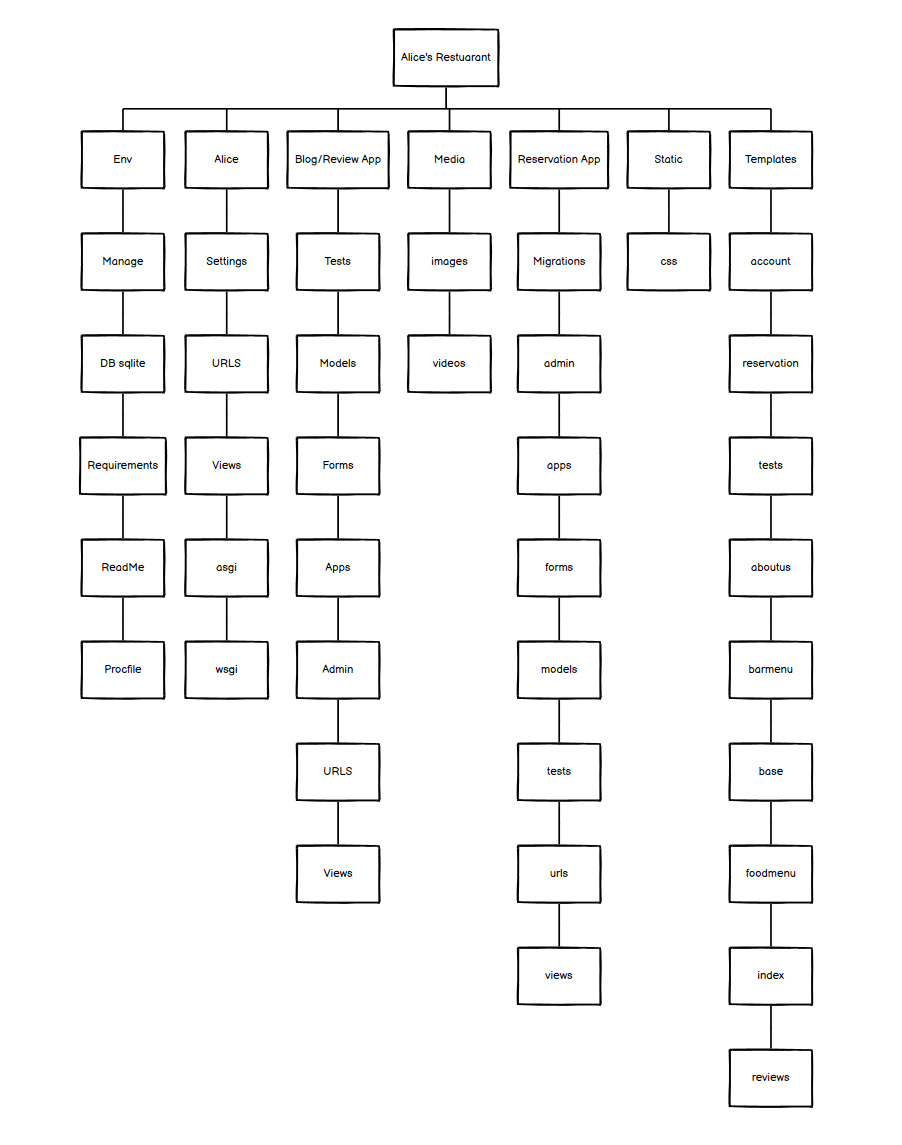 Alice's Restuarant
Env
Alice
Blog/Review App
Media
Reservation App
Static
Templates
Manage
Settings
Tests
images
Migrations
css
account
DB sqlite
URLS
Models
videos
admin
reservation
Requirements
Views
Forms
apps
tests
ReadMe
asgi
Apps
forms
aboutus
Procfile
wsgi
Admin
models
barmenu
URLS
tests
base
Views
urls
foodmenu
views
index
reviews